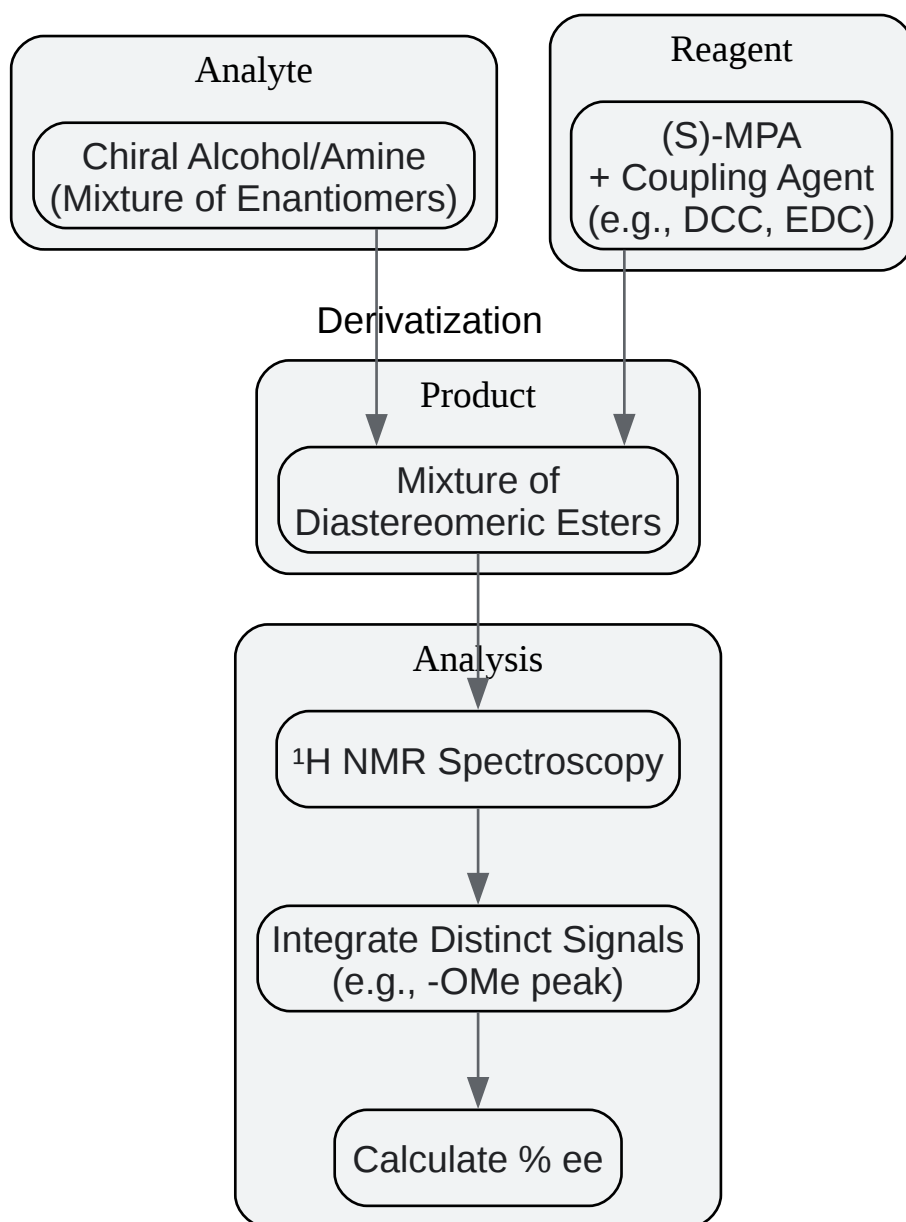 Analyte
Chiral Alcohol/Amine
(Mixture of Enantiomers)
Reagent
(S)-MPA
+ Coupling Agent
(e.g., DCC, EDC)
Derivatization
Product
Mixture of
Diastereomeric Esters
Analysis
¹H NMR Spectroscopy
Integrate Distinct Signals
(e.g., -OMe peak)
Calculate % ee